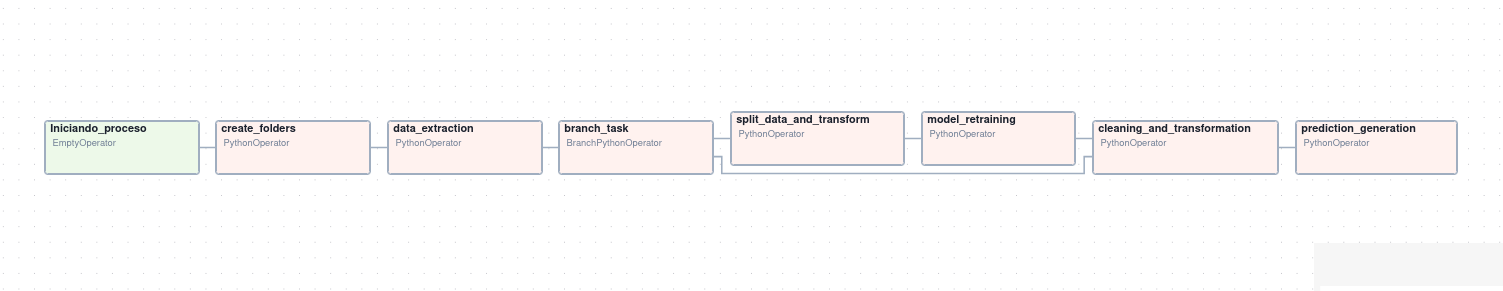 Iniciando_proceso
EmptyOperator
create_folders
PythonOperator
data_extraction
PythonOperator
branch_task
BranchPythonOperator
split_data_and_transform
PythonOperator
model_retraining
PythonOperator
cleaning_and_transformation
PythonOperator
prediction_generation
PythonOperator